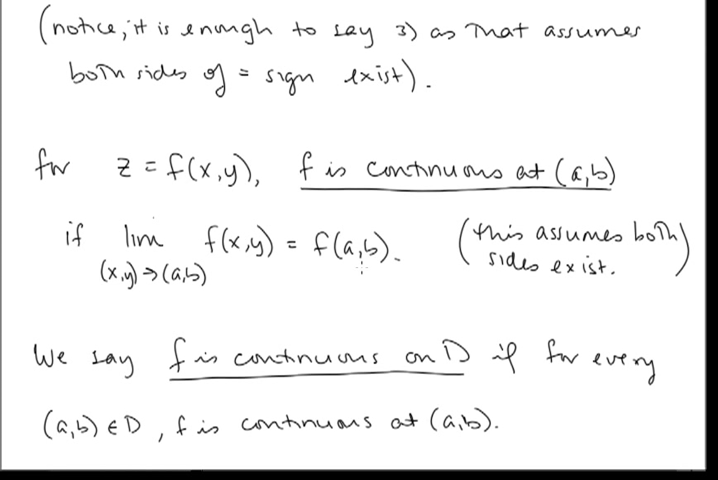 (notice, it is enough to say 3) as that assumes
both sides of = sign exist).
for z = f(x,y), f is continuous at (a,b)
if lim f(x,y) = f(a,b). (this assumes both
(x,y)→(a,b) sides exist.)
We say f is continuous on D if for every
(a,b) ∈ D, f is continuous at (a,b).